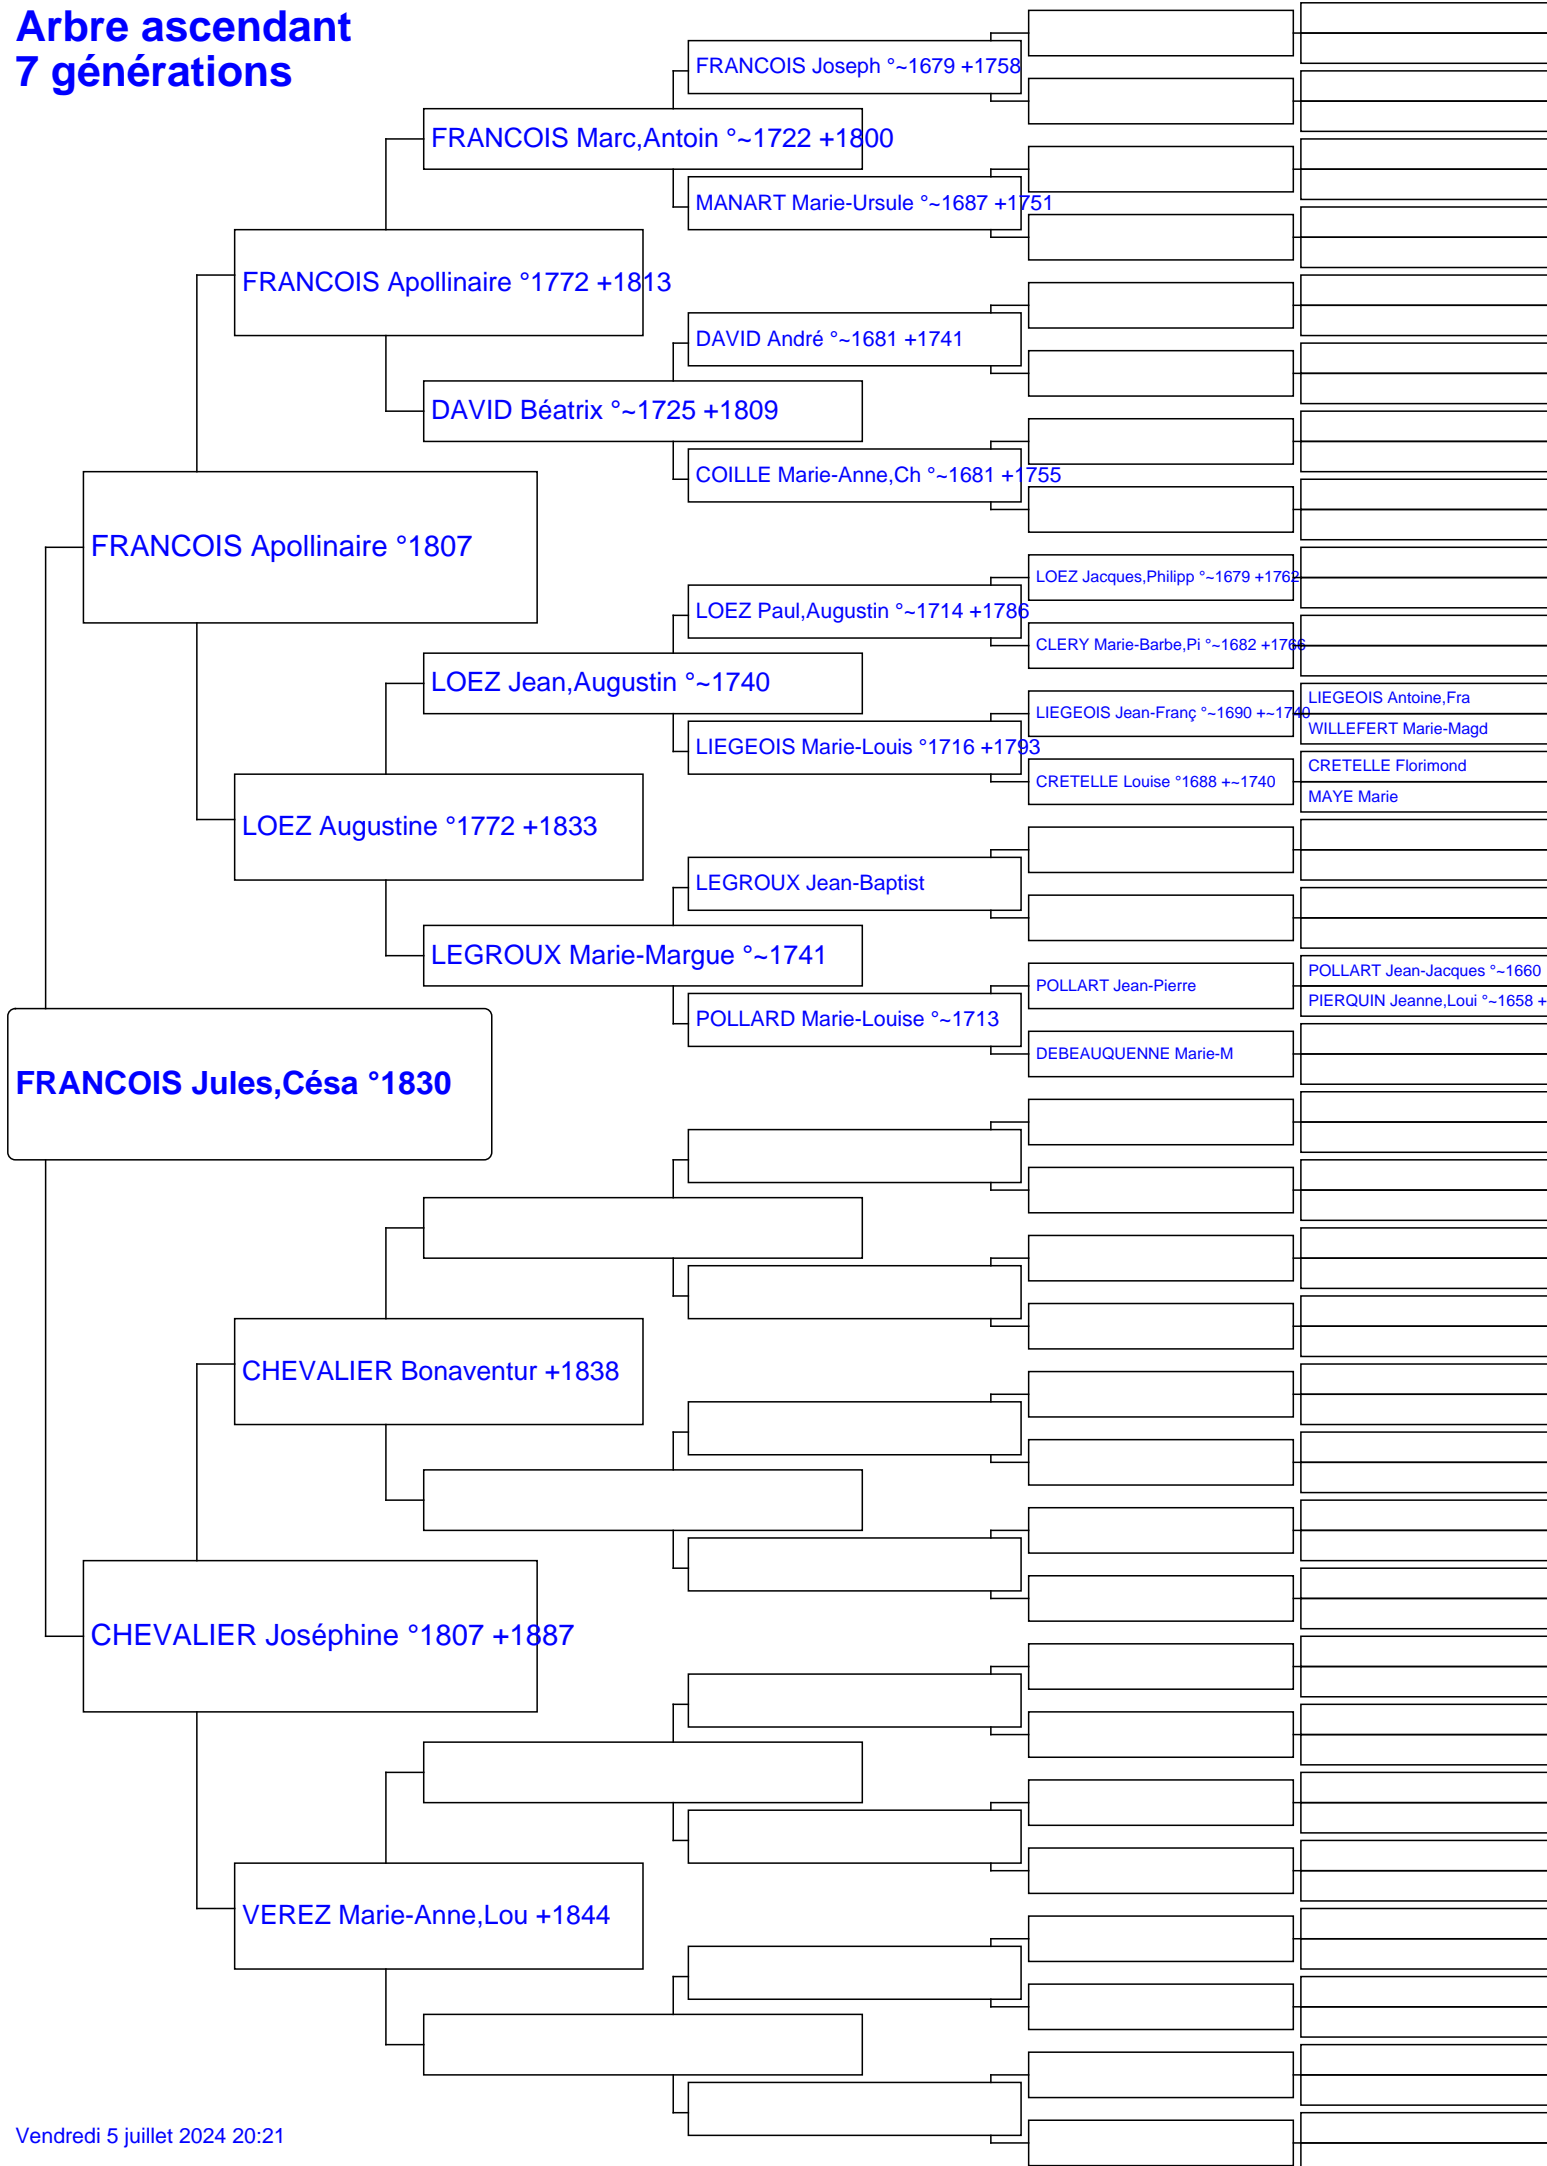 Arbre ascendant
7 générations
FRANCOIS Joseph °~1679 +1758
FRANCOIS Marc,Antoin °~1722 +1800
MANART Marie-Ursule °~1687 +1751
FRANCOIS Apollinaire °1772 +1813
DAVID André °~1681 +1741
DAVID Béatrix °~1725 +1809
COILLE Marie-Anne,Ch °~1681 +1755
FRANCOIS Apollinaire °1807
LOEZ Jacques,Philipp °~1679 +1762
LOEZ Paul,Augustin °~1714 +1786
CLERY Marie-Barbe,Pi °~1682 +1766
LOEZ Jean,Augustin °~1740
LIEGEOIS Antoine,Fra
LIEGEOIS Jean-Franç °~1690 +~1740
WILLEFERT Marie-Magd
LIEGEOIS Marie-Louis °1716 +1793
CRETELLE Florimond
CRETELLE Louise °1688 +~1740
MAYE Marie
LOEZ Augustine °1772 +1833
LEGROUX Jean-Baptist
LEGROUX Marie-Margue °~1741
POLLART Jean-Jacques °~1660
POLLART Jean-Pierre
PIERQUIN Jeanne,Loui °~1658 +
POLLARD Marie-Louise °~1713
DEBEAUQUENNE Marie-M
FRANCOIS Jules,Césa °1830
CHEVALIER Bonaventur +1838
CHEVALIER Joséphine °1807 +1887
VEREZ Marie-Anne,Lou +1844
Vendredi 5 juillet 2024 20:21